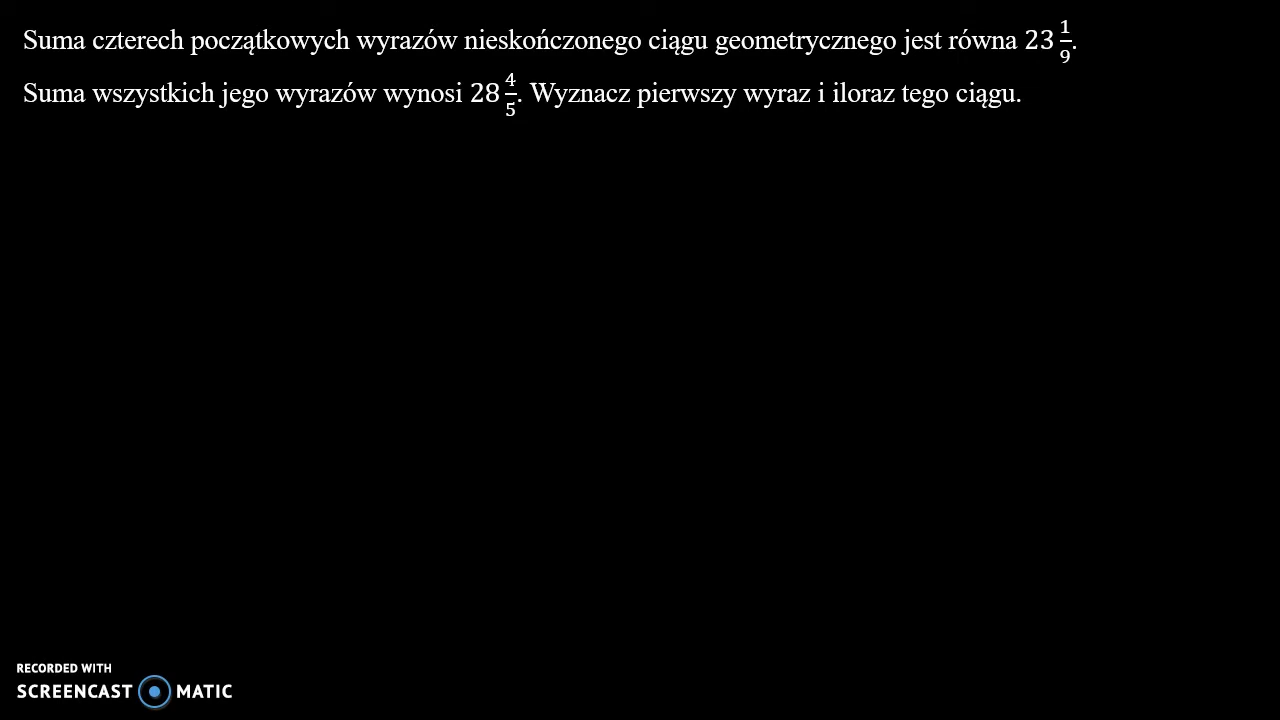 Suma czterech początkowych wyrazów nieskończonego ciągu geometrycznego jest równa 23 1/9.
Suma wszystkich jego wyrazów wynosi 28 4/5. Wyznacz pierwszy wyraz i iloraz tego ciągu.
RECORDED WITH
SCREENCAST MATIC